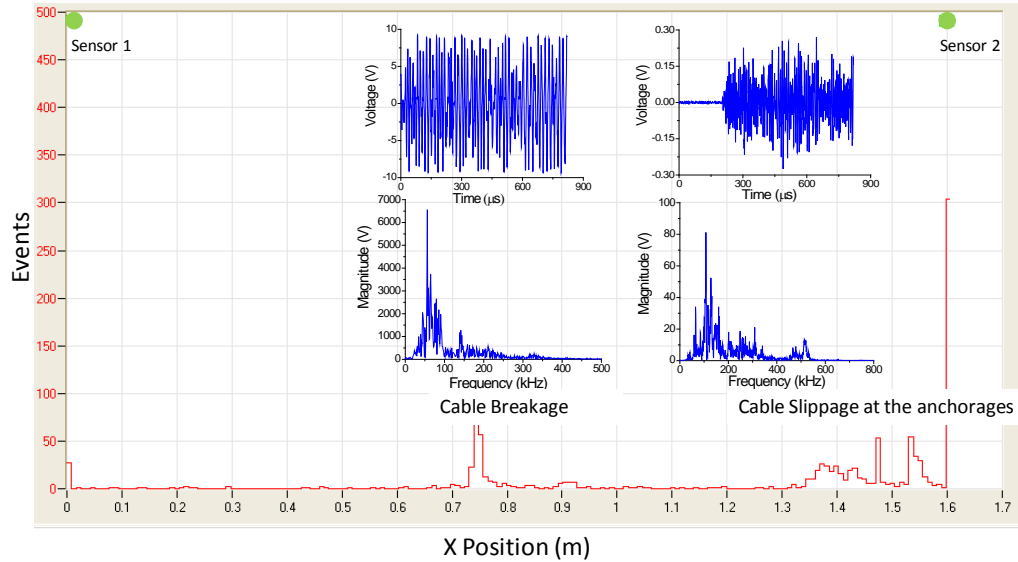 500
450
400
350
300
250
200
150
100
50
0
Events
Sensor 1
Sensor 2
10
5
0
-5
-10
Voltage (V)
0 300 600 900
Time (μs)
0.30
0.15
0.00
-0.15
-0.30
Voltage (V)
0 300 600 900
Time (μs)
7000
6000
5000
4000
3000
2000
1000
0
Magnitude (V)
0 100 200 300 400 500
Frequency (kHz)
Cable Breakage
100
80
60
40
20
0
Magnitude (V)
0 200 400 600 800
Frequency (kHz)
Cable Slippage at the anchorages
0 0.1 0.2 0.3 0.4 0.5 0.6 0.7 0.8 0.9 1 1.1 1.2 1.3 1.4 1.5 1.6 1.7
X Position (m)